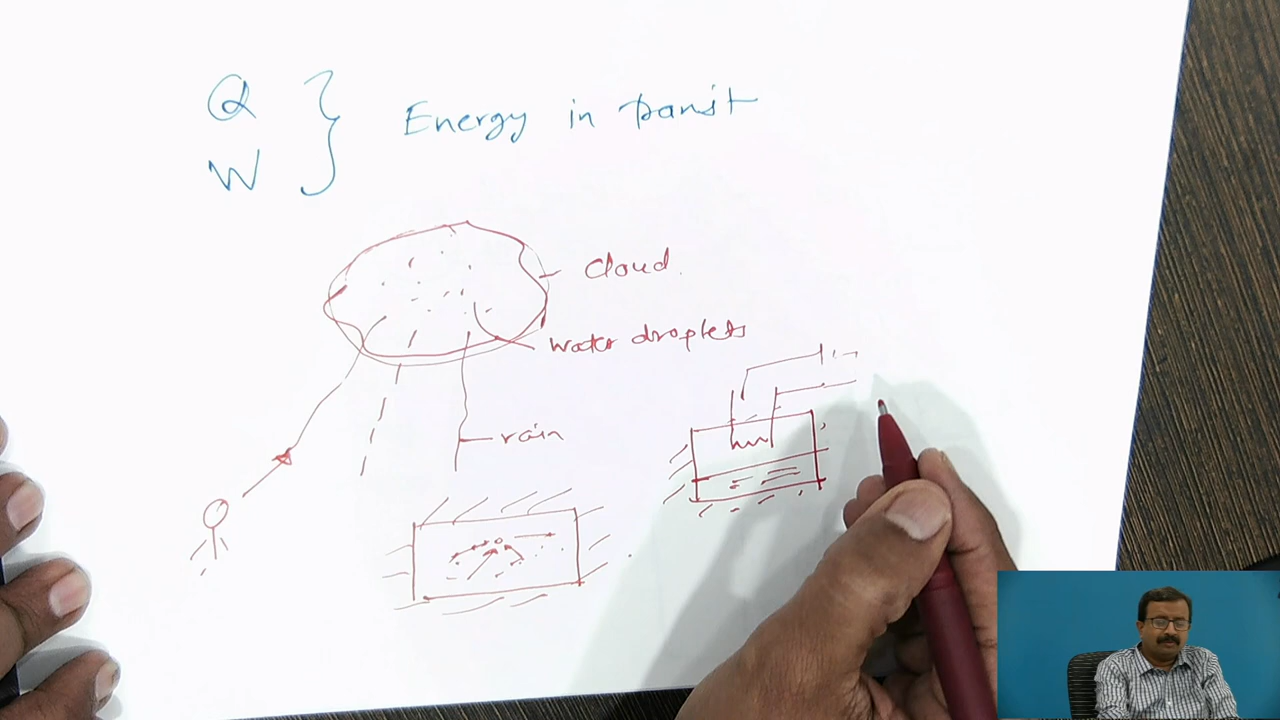 Q
W
Energy in transit
cloud.
water droplets
rain